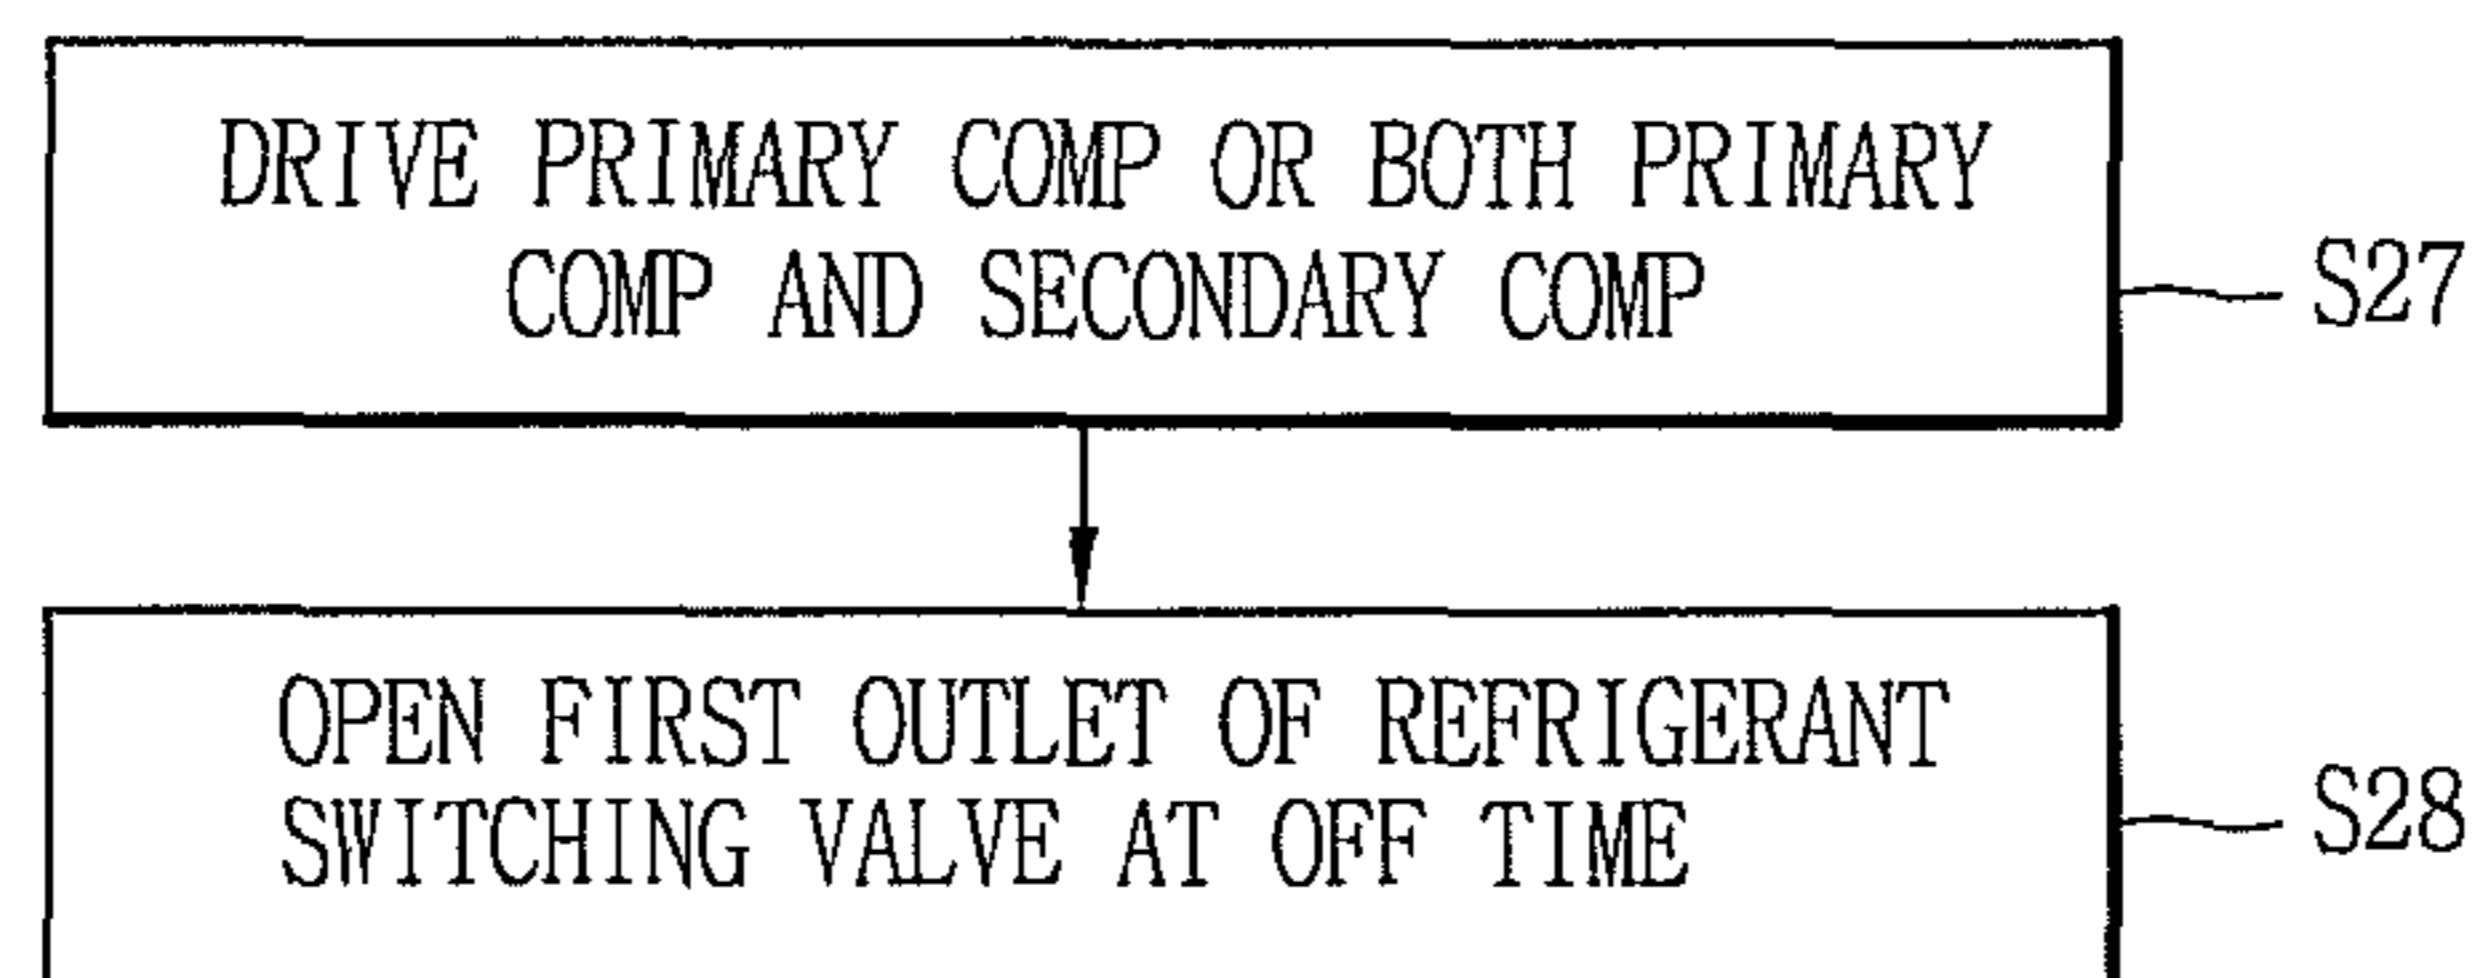 DRIVE PRIMARY COMP OR BOTH PRIMARY
COMP AND SECONDARY COMP
S27
OPEN FIRST OUTLET OF REFRIGERANT
SWITCHING VALVE AT OFF TIME
S28